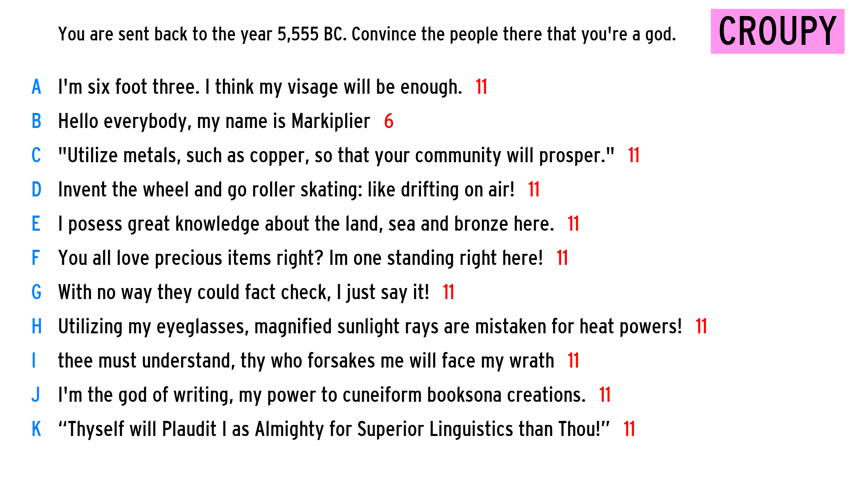 You are sent back to the year 5,555 BC. Convince the people there that you're a god.
CROUPY
A I'm six foot three. I think my visage will be enough. 11
B Hello everybody, my name is Markiplier 6
C "Utilize metals, such as copper, so that your community will prosper." 11
D Invent the wheel and go roller skating: like drifting on air! 11
E I posess great knowledge about the land, sea and bronze here. 11
F You all love precious items right? Im one standing right here! 11
G With no way they could fact check, I just say it! 11
H Utilizing my eyeglasses, magnified sunlight rays are mistaken for heat powers! 11
I thee must understand, thy who forsakes me will face my wrath 11
J I'm the god of writing, my power to cuneiform booksona creations. 11
K “Thyself will Plaudit I as Almighty for Superior Linguistics than Thou!” 11